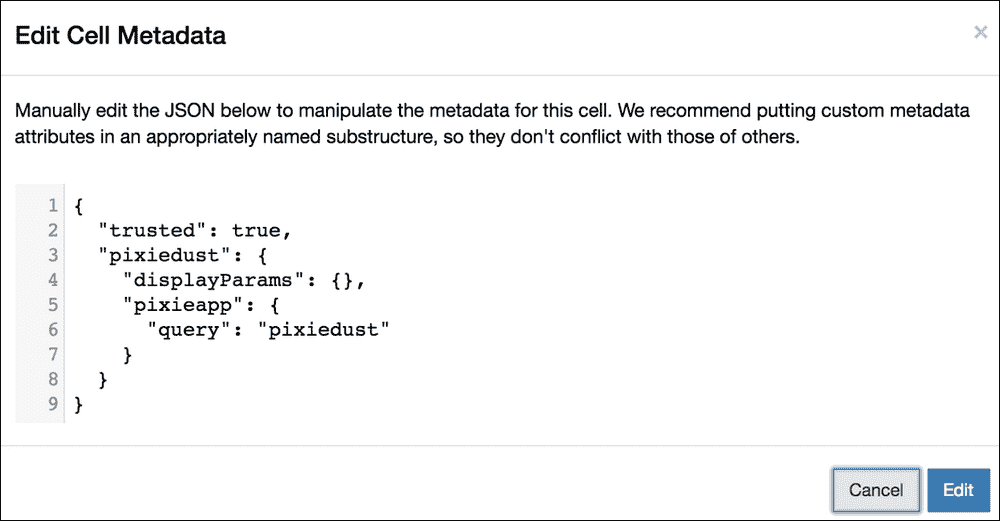 Edit Cell Metadata
×
Manually edit the JSON below to manipulate the metadata for this cell. We recommend putting custom metadata
attributes in an appropriately named substructure, so they don't conflict with those of others.
1 {
2   "trusted": true,
3   "pixiedust": {
4     "displayParams": {},
5     "pixieapp": {
6       "query": "pixiedust"
7     }
8   }
9 }
Cancel Edit